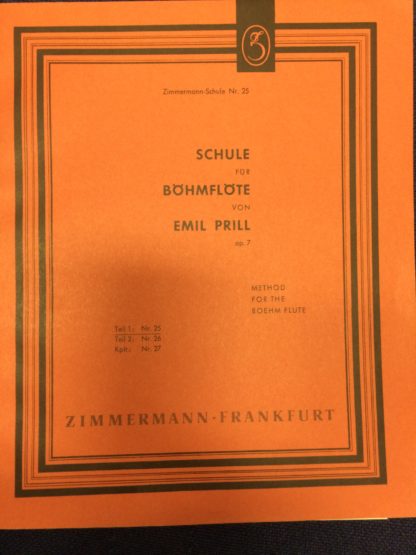 Zimmermann-Schule Nr. 25
SCHULE
FÜR
BÖHMFLÖTE
VON
EMIL PRILL
op. 7
METHOD
FOR THE
BOEHM FLUTE
Teil 1: Nr. 25
Teil 2: Nr. 26
Kplt: Nr. 27
ZIMMERMANN · FRANKFURT